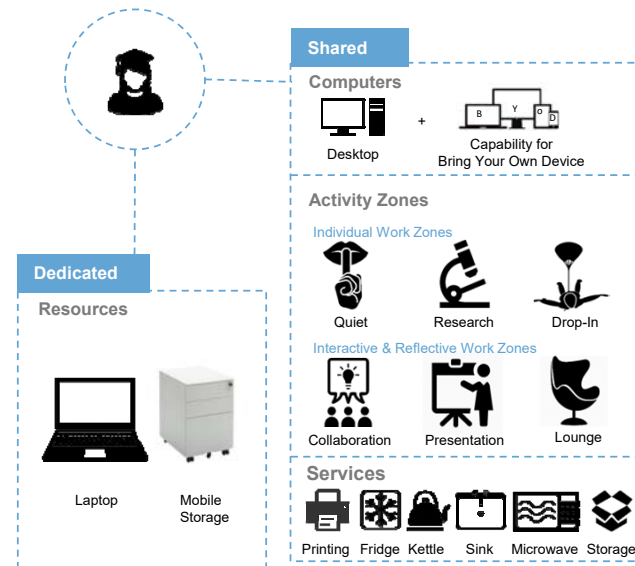 Shared
Computers
B Y O D
Desktop
+
Capability for
Bring Your Own Device
Activity Zones
Individual Work Zones
Quiet
Research
Drop-In
Interactive & Reflective Work Zones
Collaboration
Presentation
Lounge
Services
Printing
Fridge
Kettle
Sink
Microwave
Storage
Dedicated
Resources
Laptop
Mobile
Storage